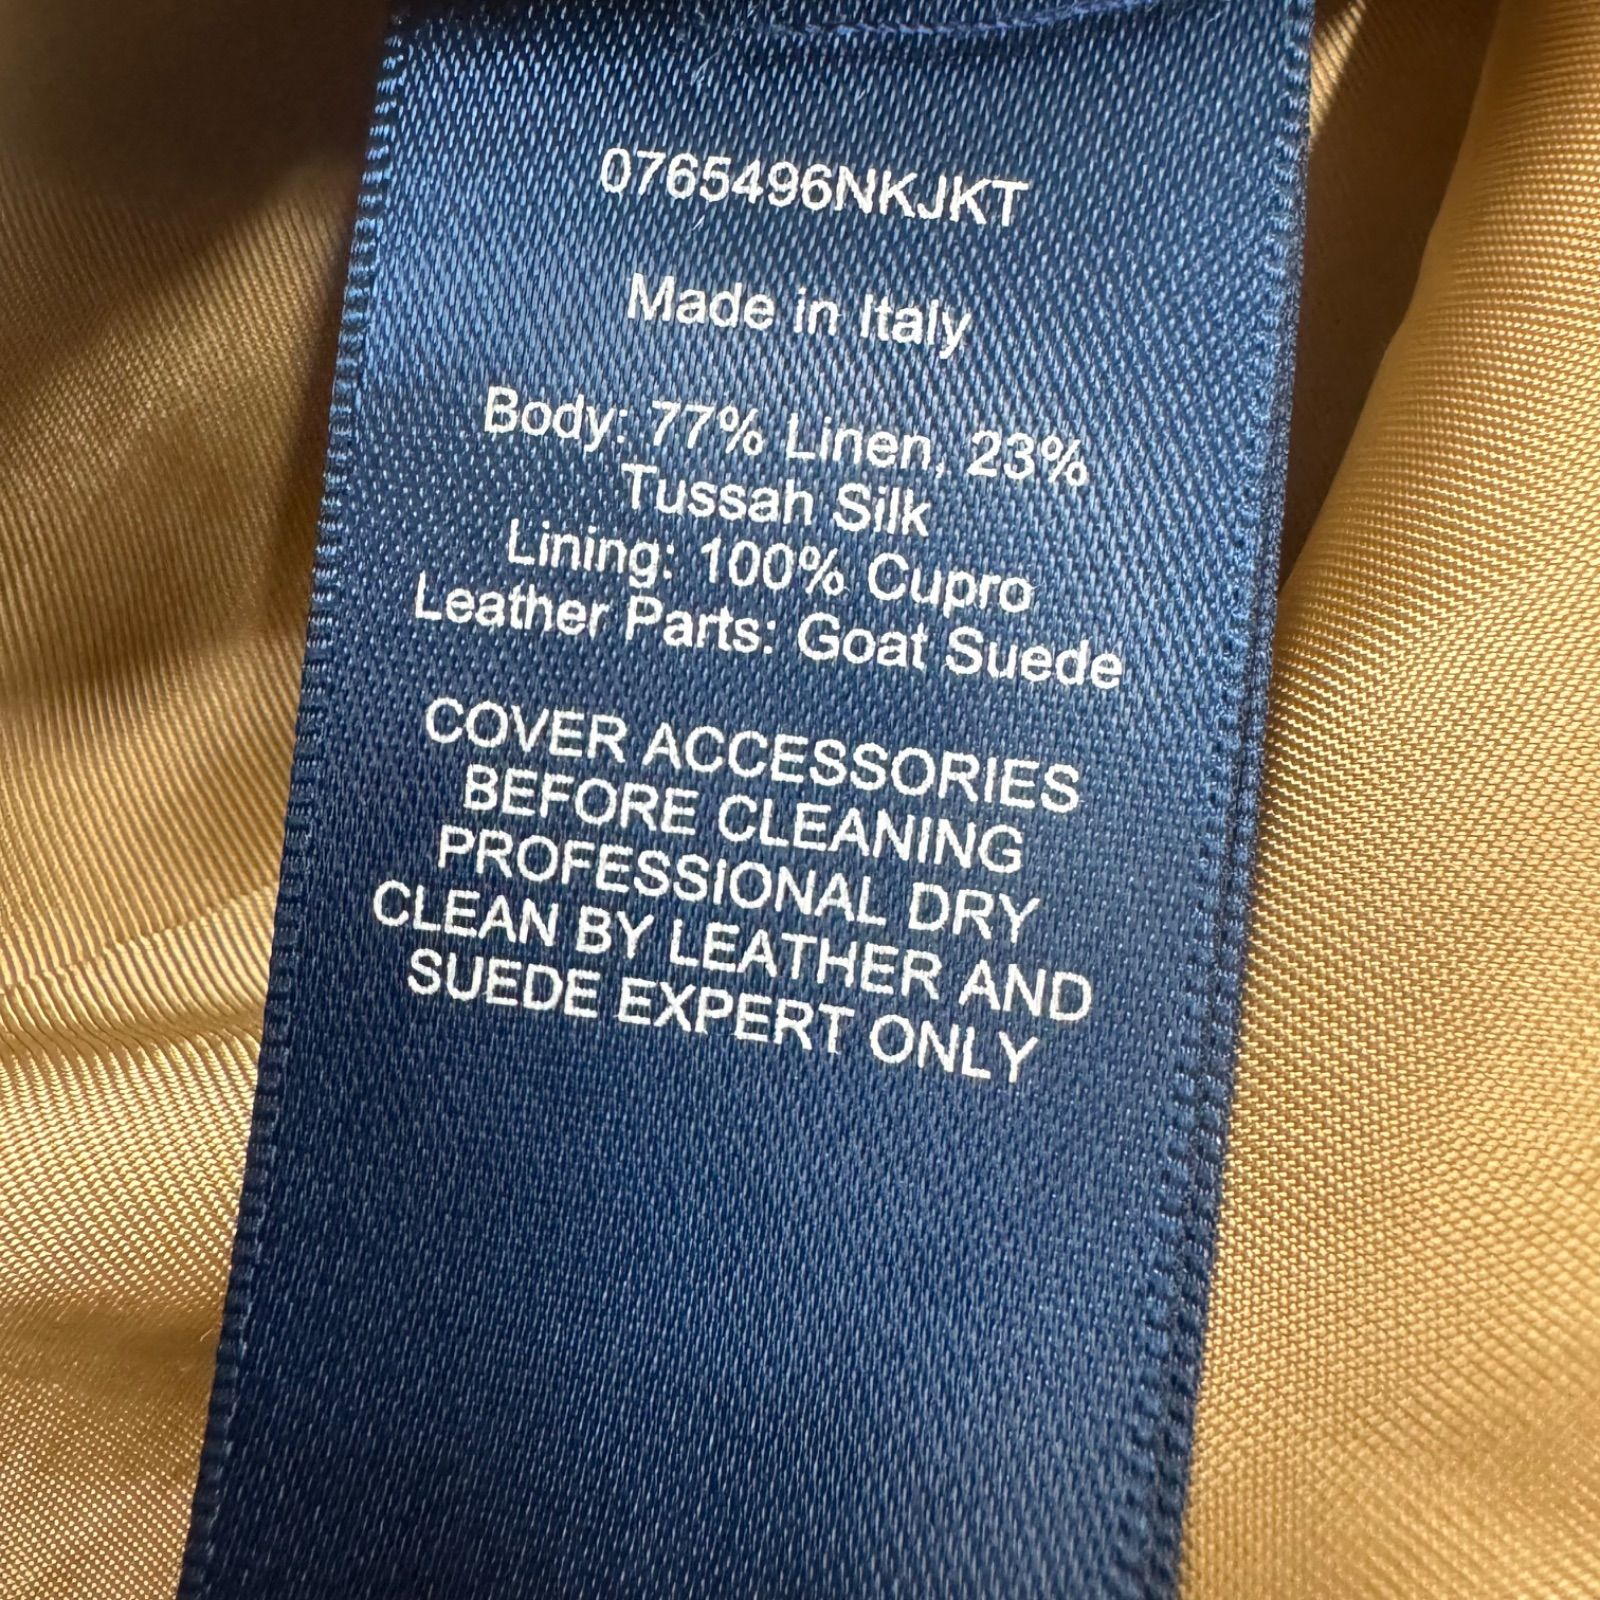 0765496NKJKT
Made in Italy
Body: 77% Linen, 23%
Tussah Silk
Lining: 100% Cupro
Leather Parts: Goat Suede
COVER ACCESSORIES
BEFORE CLEANING
PROFESSIONAL DRY
CLEAN BY LEATHER AND
SUEDE EXPERT ONLY